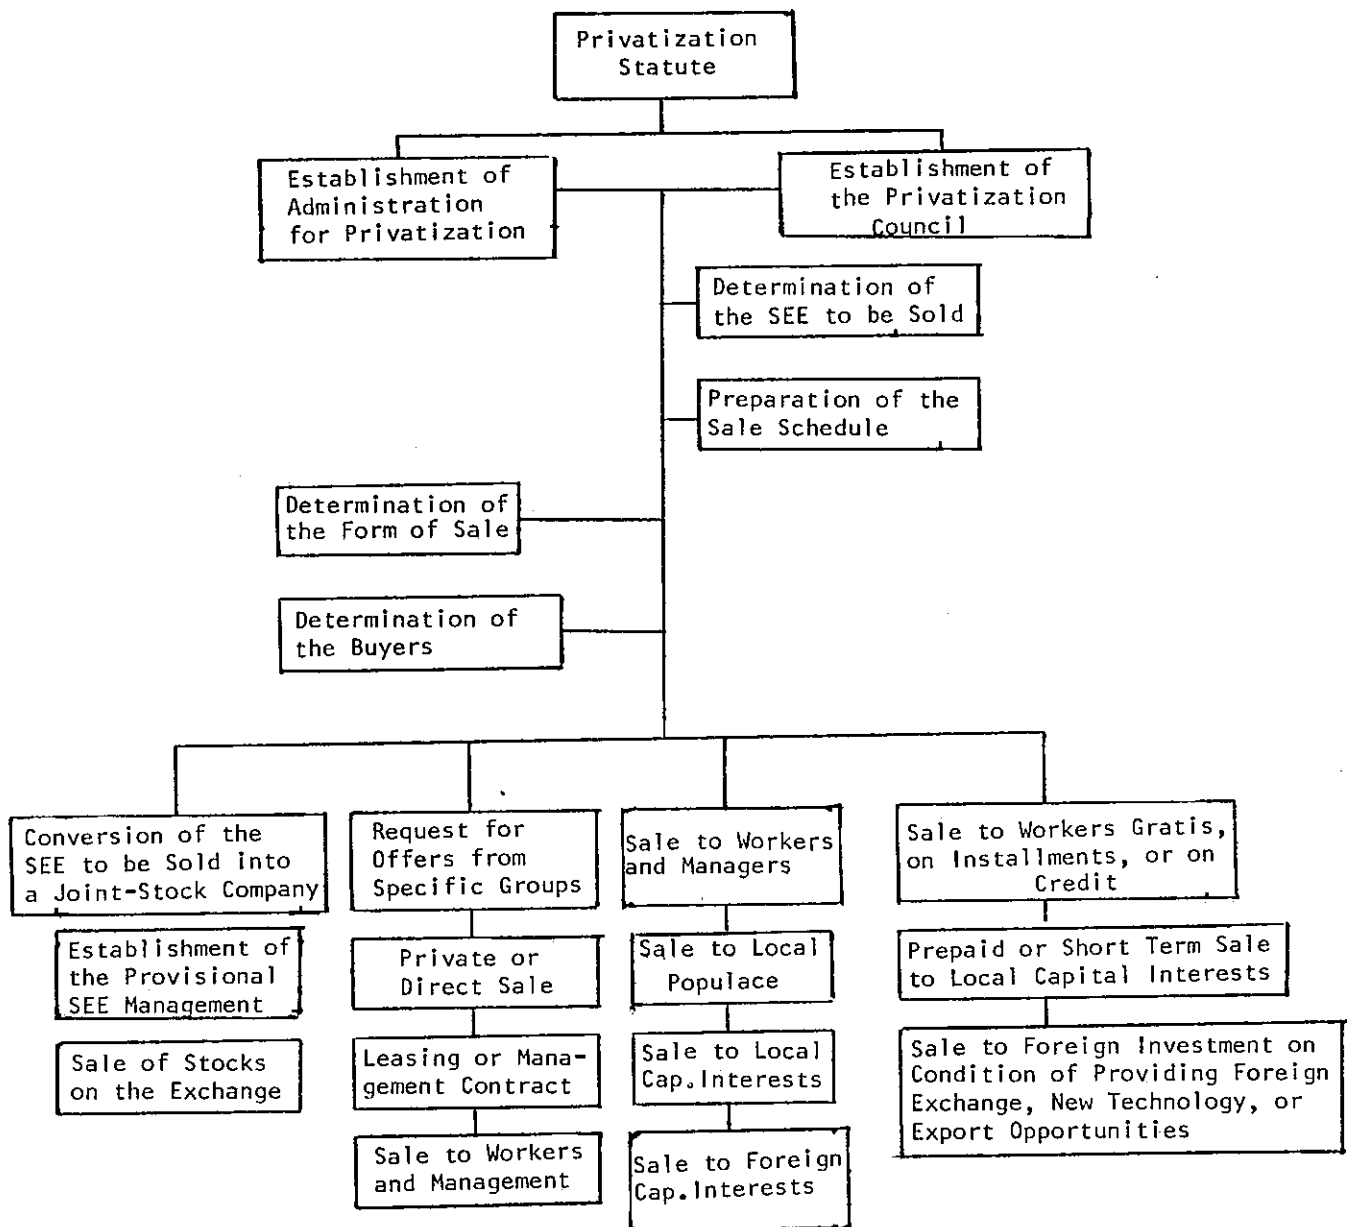 Privatization
Statute
Establishment of
Administration
for Privatization
Establishment of
the Privatization
Council
Determination of
the SEE to be Sold
Preparation of the
Sale Schedule
Determination of
the Form of Sale
Determination of
the Buyers
Conversion of the
SEE to be Sold into
a Joint-Stock Company
Establishment of
the Provisional
SEE Management
Sale of Stocks
on the Exchange
Request for
Offers from
Specific Groups
Private or
Direct Sale
Leasing or Man-
gement Contract
Sale to Workers
and Management
Sale to Workers
and Managers
Sale to Local
Populace
Sale to Local
Cap.Interests
Sale to Foreign
Cap.Interests
Sale to Workers Gratis,
on Installments, or on
Credit
Prepaid or Short Term Sale
to Local Capital Interests
Sale to Foreign Investment on
Condition of Providing Foreign
Exchange, New Technology, or
Export Opportunities